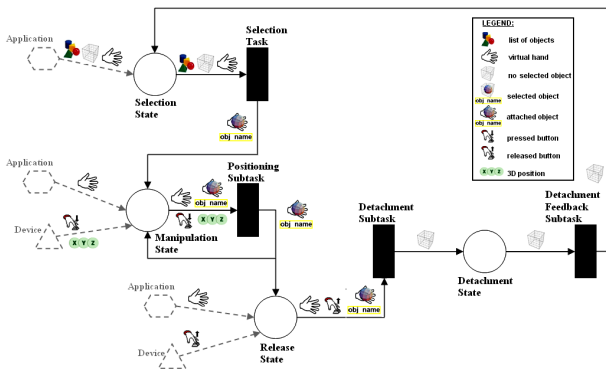 Application
Selection
Task
Selection
State
obj name
Application
Device
X Y Z
Positioning
Subtask
obj name
X Y Z
Manipulation
State
obj name
Application
Device
Release
State
obj name
Detachment
Subtask
Detachment
State
Detachment
Feedback
Subtask
LEGEND:
list of objects
virtual hand
no selected object
selected object
obj name
attached object
obj name
pressed button
released button
X Y Z 3D position